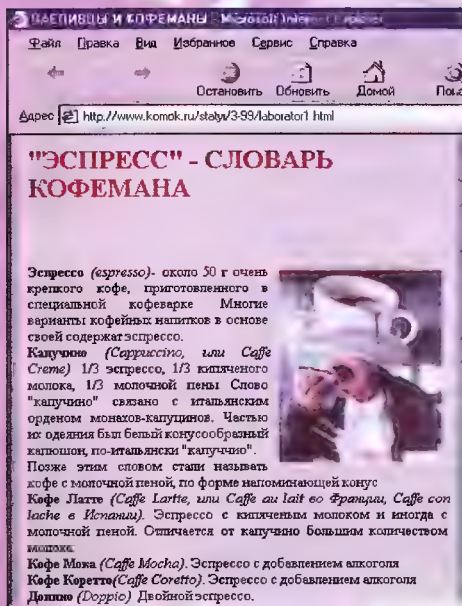 ЧАЕПИВЦЫ И КОФЕМАНЫ - Microsoft Internet Explorer
Файл Правка Вид Избранное Сервис Справка
Остановить Обновить Домой
Адрес http://www.komok.ru/statyi/3-99/laborator1 html
"ЭСПРЕСС" - СЛОВАРЬ
КОФЕМАНА
Эспрессо (espresso)- около 50 г очень
крепкого кофе, приготовленного в
специальной кофеварке Многие
варианты кофейных напитков в основе
своей содержат эспрессо.
Капучино (Cappuccino, или Caffe
Creme) 1/3 эспрессо, 1/3 кипяченого
молока, 1/3 молочной пены Слово
"капучино" связано с итальянским
орденом монахов-капуцинов. Частью
их одеяния был белый конусообразный
капюшон, по-итальянски "капуччио".
Позже этим словом стали называть
кофе с молочной пеной, по форме напоминающей конус
Кофе Латте (Caffe Lartte, или Caffe au lait во Франции, Caffe con
lache в Испании). Эспрессо с кипяченым молоком и иногда с
молочной пеной. Отличается от капучино большим количеством
молока
Кофе Мока (Caffe Mocha). Эспрессо с добавлением алкоголя
Кофе Коретто(Caffe Coretto). Эспрессо с добавлением алкоголя
Доппио (Doppio) Двойной эспрессо.